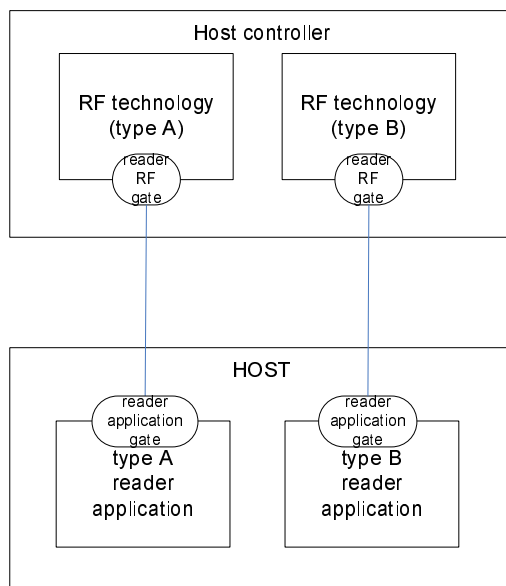 Host controller
RF technology
(type A)
reader
RF
gate
RF technology
(type B)
reader
RF
gate
HOST
reader
application
gate
type A
reader
application
reader
application
gate
type B
reader
application